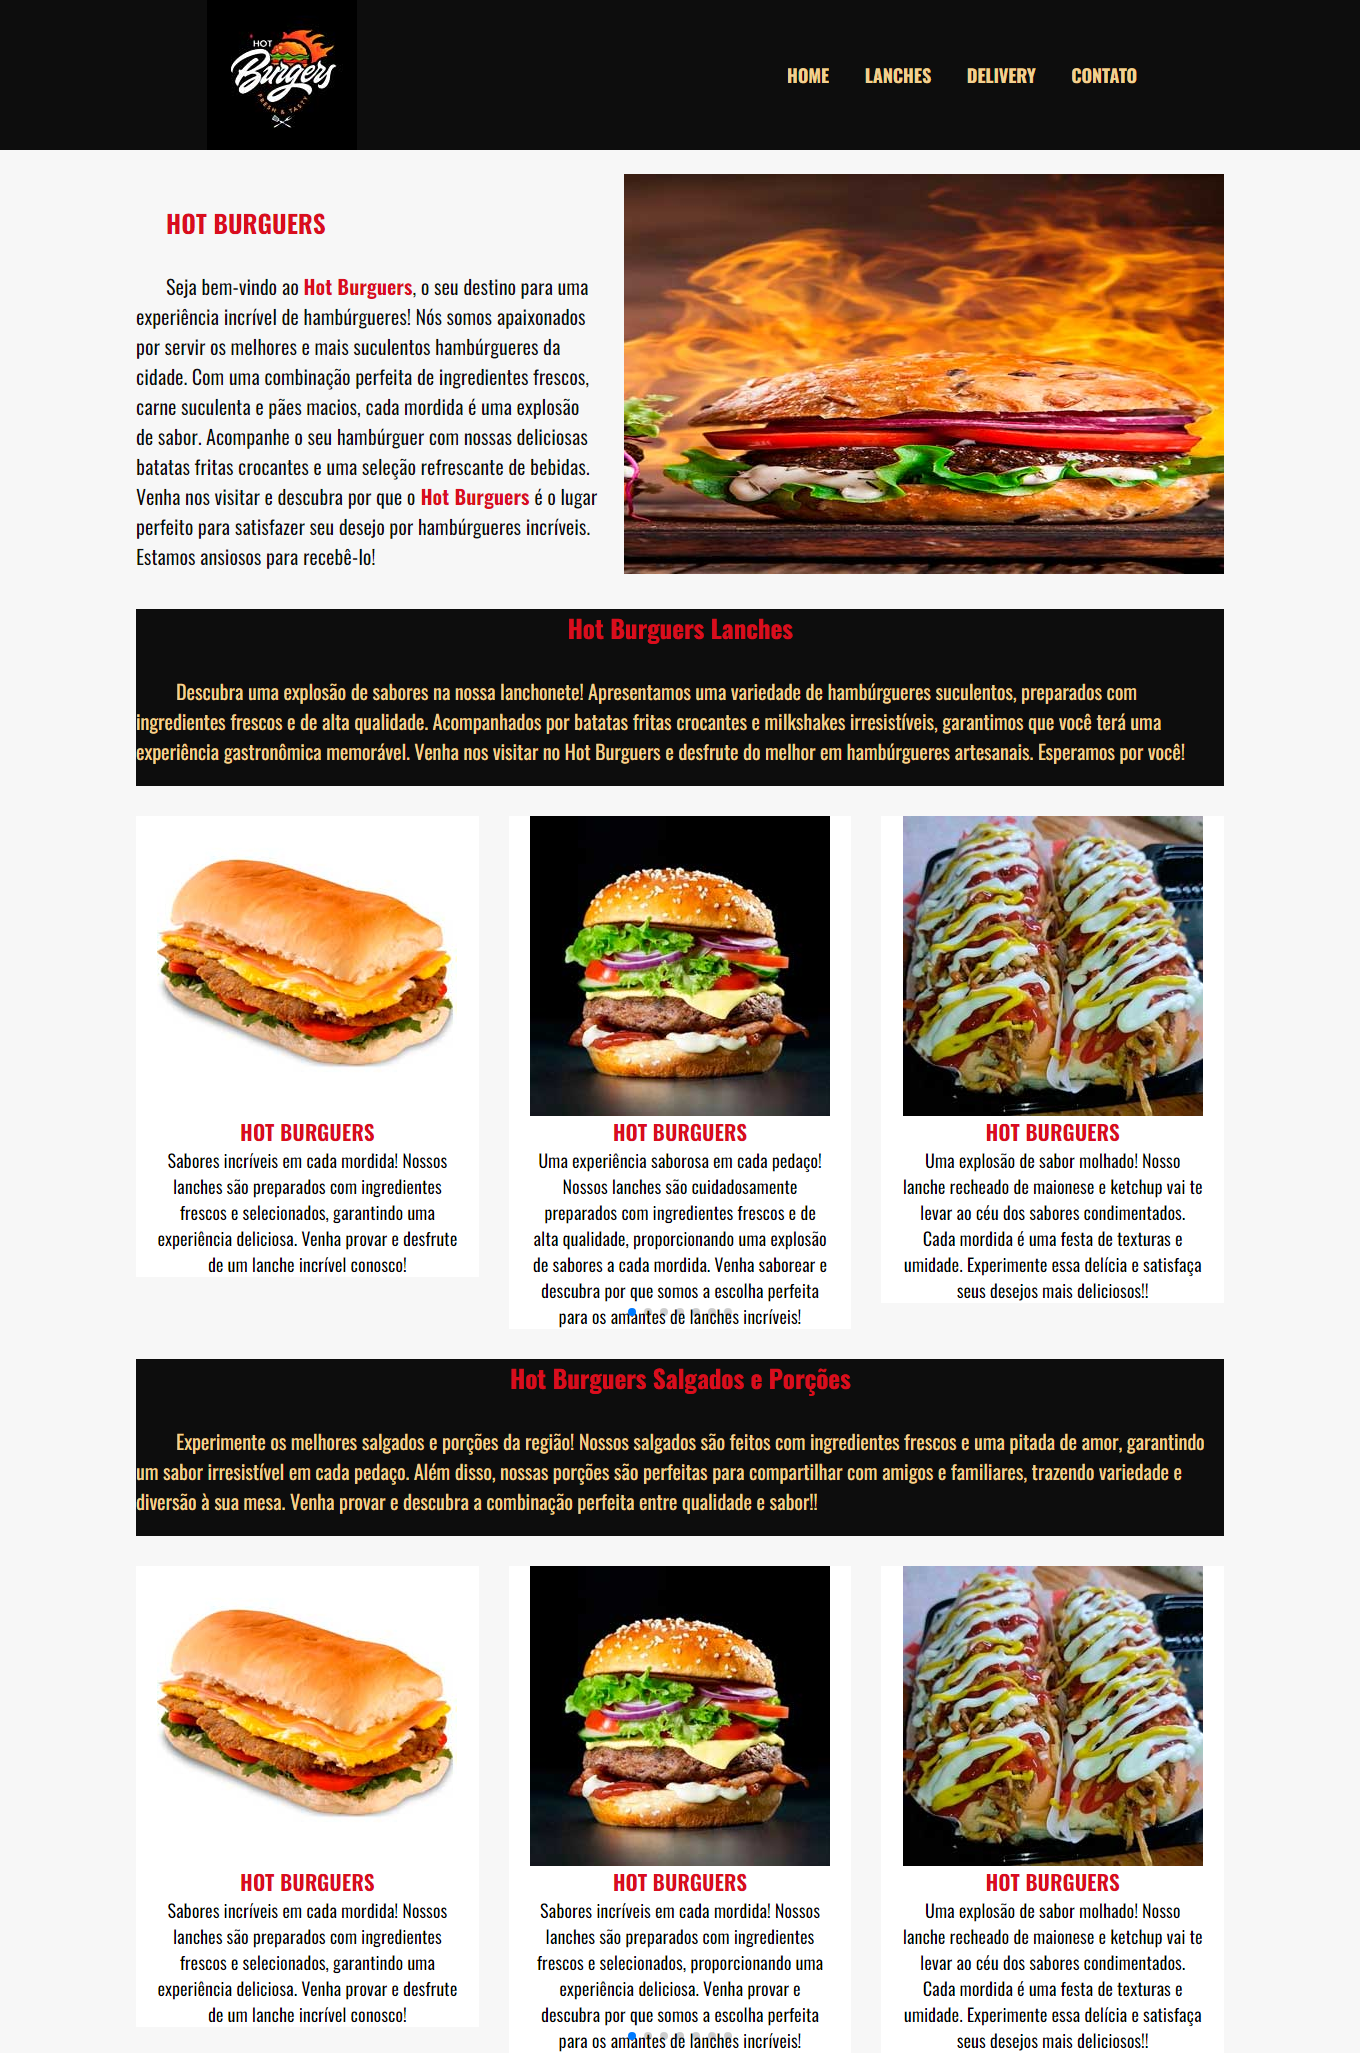 HOT
Burgers
FRESH & TASTY
HOME LANCHES DELIVERY CONTATO
HOT BURGUERS
Seja bem-vindo ao Hot Burguers, o seu destino para uma
experiência incrível de hambúrgueres! Nós somos apaixonados
por servir os melhores e mais suculentos hambúrgueres da
cidade. Com uma combinação perfeita de ingredientes frescos,
carne suculenta e pães macios, cada mordida é uma explosão
de sabor. Acompanhe o seu hambúrguer com nossas deliciosas
batatas fritas crocantes e uma seleção refrescante de bebidas.
Venha nos visitar e descubra por que o Hot Burguers é o lugar
perfeito para satisfazer seu desejo por hambúrgueres incríveis.
Estamos ansiosos para recebê-lo!
Hot Burguers Lanches
Descubra uma explosão de sabores na nossa lanchonete! Apresentamos uma variedade de hambúrgueres suculentos, preparados com
ingredientes frescos e de alta qualidade. Acompanhados por batatas fritas crocantes e milkshakes irresistíveis, garantimos que você terá uma
experiência gastronômica memorável. Venha nos visitar no Hot Burguers e desfrute do melhor em hambúrgueres artesanais. Esperamos por você!
HOT BURGUERS
Sabores incríveis em cada mordida! Nossos
lanches são preparados com ingredientes
frescos e selecionados, garantindo uma
experiência deliciosa. Venha provar e desfrute
de um lanche incrível conosco!
HOT BURGUERS
Uma experiência saborosa em cada pedaço!
Nossos lanches são cuidadosamente
preparados com ingredientes frescos e de
alta qualidade, proporcionando uma explosão
de sabores a cada mordida. Venha saborear e
descubra por que somos a escolha perfeita
para os amantes de lanches incríveis!
HOT BURGUERS
Uma explosão de sabor molhado! Nosso
lanche recheado de maionese e ketchup vai te
levar ao céu dos sabores condimentados.
Cada mordida é uma festa de texturas e
umidade. Experimente essa delícia e satisfaça
seus desejos mais deliciosos!!
Hot Burguers Salgados e Porções
Experimente os melhores salgados e porções da região! Nossos salgados são feitos com ingredientes frescos e uma pitada de amor, garantindo
um sabor irresistível em cada pedaço. Além disso, nossas porções são perfeitas para compartilhar com amigos e familiares, trazendo variedade e
diversão à sua mesa. Venha provar e descubra a combinação perfeita entre qualidade e sabor!!
HOT BURGUERS
Sabores incríveis em cada mordida! Nossos
lanches são preparados com ingredientes
frescos e selecionados, garantindo uma
experiência deliciosa. Venha provar e desfrute
de um lanche incrível conosco!
HOT BURGUERS
Sabores incríveis em cada mordida! Nossos
lanches são preparados com ingredientes
frescos e selecionados, proporcionando uma
experiência deliciosa. Venha provar e
descubra por que somos a escolha perfeita
para os amantes de lanches incríveis!
HOT BURGUERS
Uma explosão de sabor molhado! Nosso
lanche recheado de maionese e ketchup vai te
levar ao céu dos sabores condimentados.
Cada mordida é uma festa de texturas e
umidade. Experimente essa delícia e satisfaça
seus desejos mais deliciosos!!